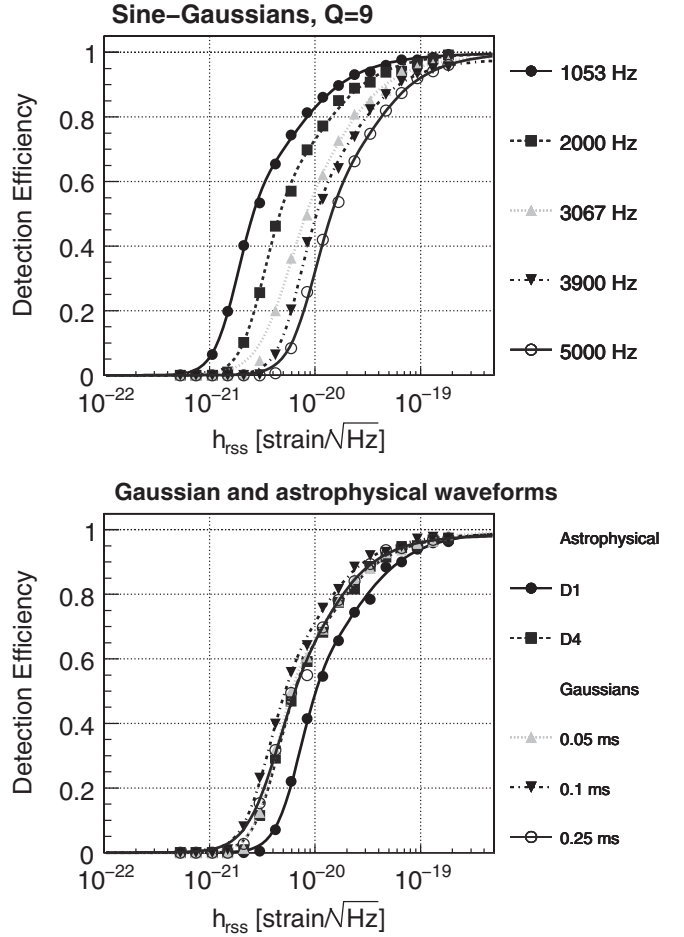 Sine−Gaussians, Q=9
Detection Efficiency
1
0.8
0.6
0.4
0.2
0
10−22
10−21
10−20
10−19
hrss [strain/√Hz]
1053 Hz
2000 Hz
3067 Hz
3900 Hz
5000 Hz
Gaussian and astrophysical waveforms
Detection Efficiency
1
0.8
0.6
0.4
0.2
0
10−22
10−21
10−20
10−19
hrss [strain/√Hz]
Astrophysical
D1
D4
Gaussians
0.05 ms
0.1 ms
0.25 ms